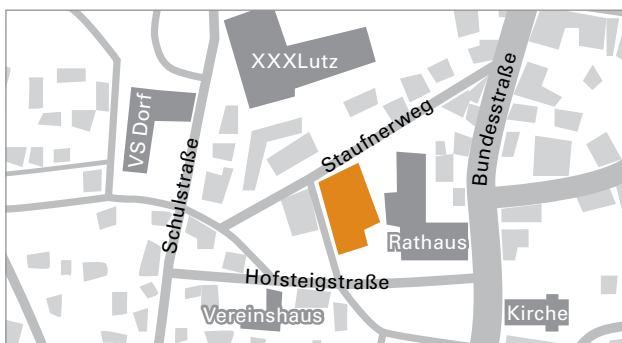 XXXLutz
VS Dorf
Schulstraße
Staufnerweg
Bundesstraße
Rathaus
Hofsteigstraße
Vereinshaus
Kirche